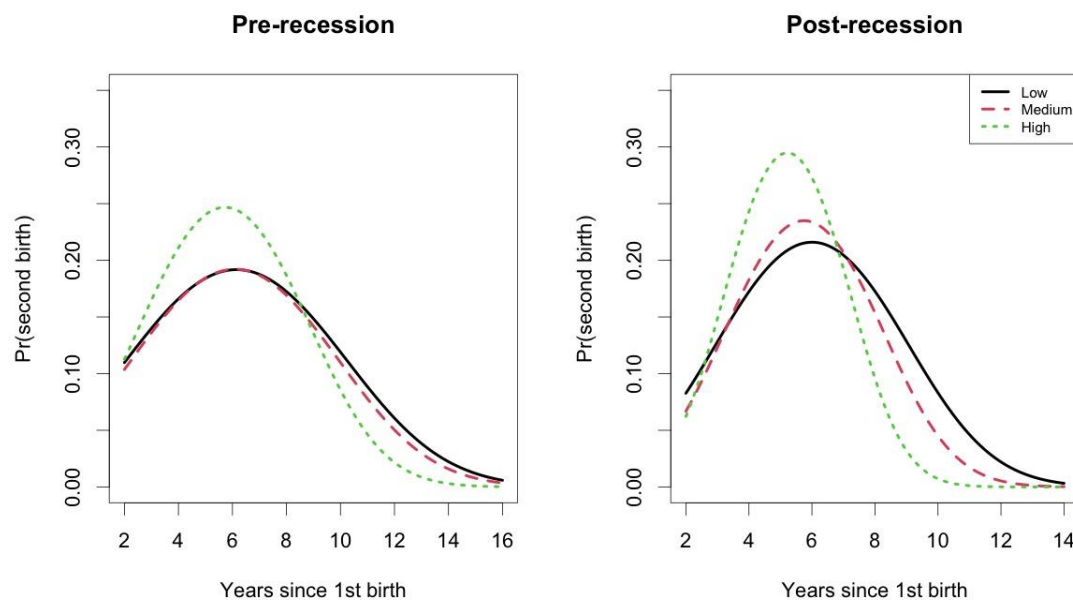 Pre-recession
Pr(second birth)
0.00 0.10 0.20 0.30
2 4 6 8 10 12 14 16
Years since 1st birth
Post-recession
Low
Medium
High
Pr(second birth)
0.00 0.10 0.20 0.30
2 4 6 8 10 12 14
Years since 1st birth